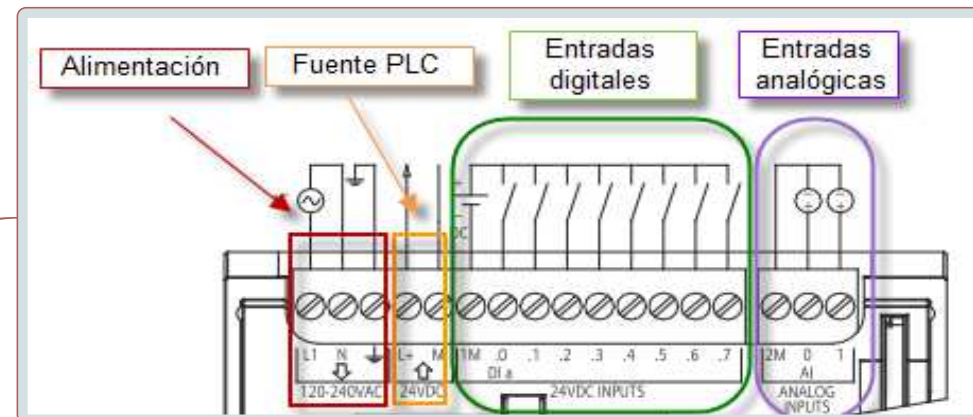 Alimentación
Fuente PLC
Entradas
digitales
Entradas
analógicas
DC
L1 N L+ M 1M .0 .1 .2 .3 .4 .5 .6 .7 2M 0 1
DI a AI
120-240VAC 24VDC 24VDC INPUTS ANALOG
INPUTS